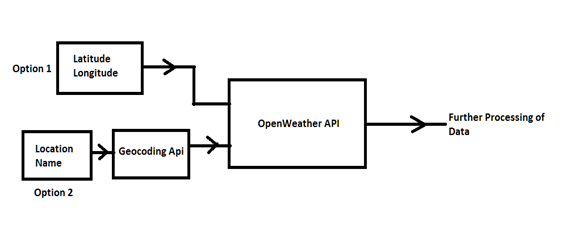 Option 1
Latitude
Longitude
OpenWeather API
Further Processing of
Data
Location
Name
Geocoding Api
Option 2